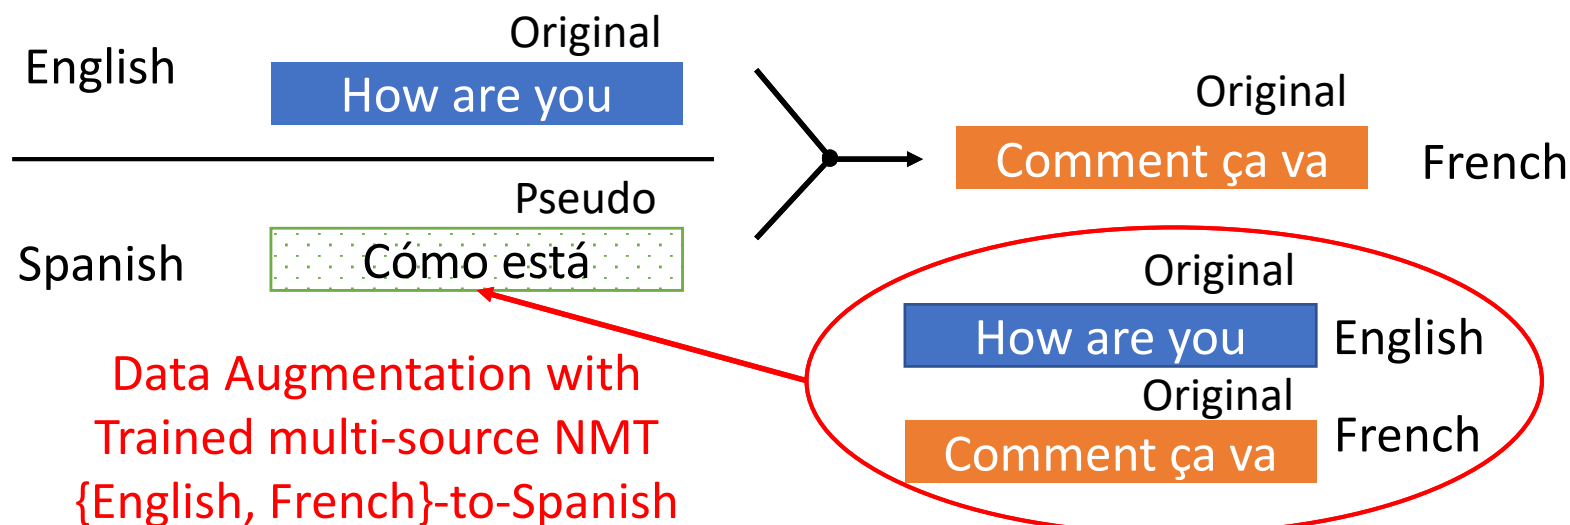 Original
English
How are you
Pseudo
Spanish
Cómo está
Original
Comment ça va
French
Original
How are you
English
Original
Comment ça va
French
Data Augmentation with
Trained multi-source NMT
{English, French}-to-Spanish